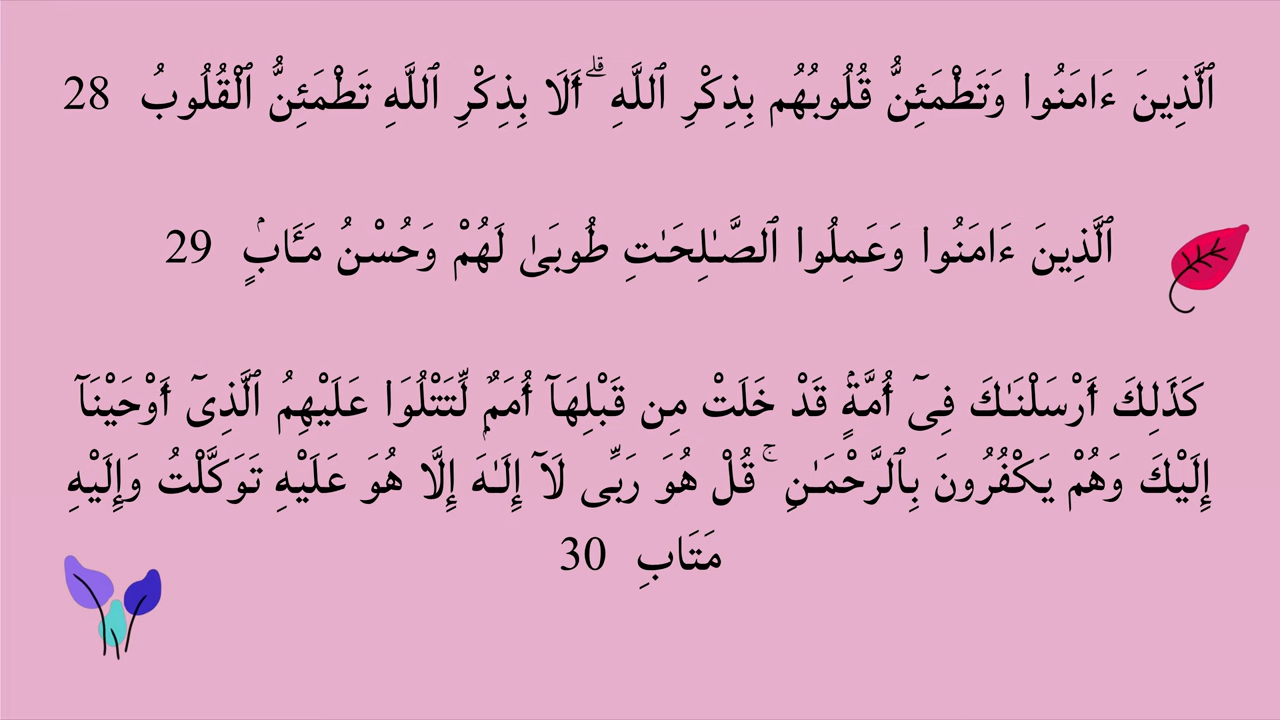 ٱلَّذِينَ ءَامَنُوا۟ وَتَطْمَئِنُّ قُلُوبُهُم بِذِكْرِ ٱللَّهِ ۗ أَلَا بِذِكْرِ ٱللَّهِ تَطْمَئِنُّ ٱلْقُلُوبُ 28
ٱلَّذِينَ ءَامَنُوا۟ وَعَمِلُوا۟ ٱلصَّـٰلِحَـٰتِ طُوبَىٰ لَهُمْ وَحُسْنُ مَـَٔابٍۢ 29
كَذَٰلِكَ أَرْسَلْنَـٰكَ فِىٓ أُمَّةٍۢ قَدْ خَلَتْ مِن قَبْلِهَآ أُمَمٌۭ لِّتَتْلُوَا۟ عَلَيْهِمُ ٱلَّذِىٓ أَوْحَيْنَآ
إِلَيْكَ وَهُمْ يَكْفُرُونَ بِٱلرَّحْمَـٰنِ ۚ قُلْ هُوَ رَبِّى لَآ إِلَـٰهَ إِلَّا هُوَ عَلَيْهِ تَوَكَّلْتُ وَإِلَيْهِ
مَتَابِ 30